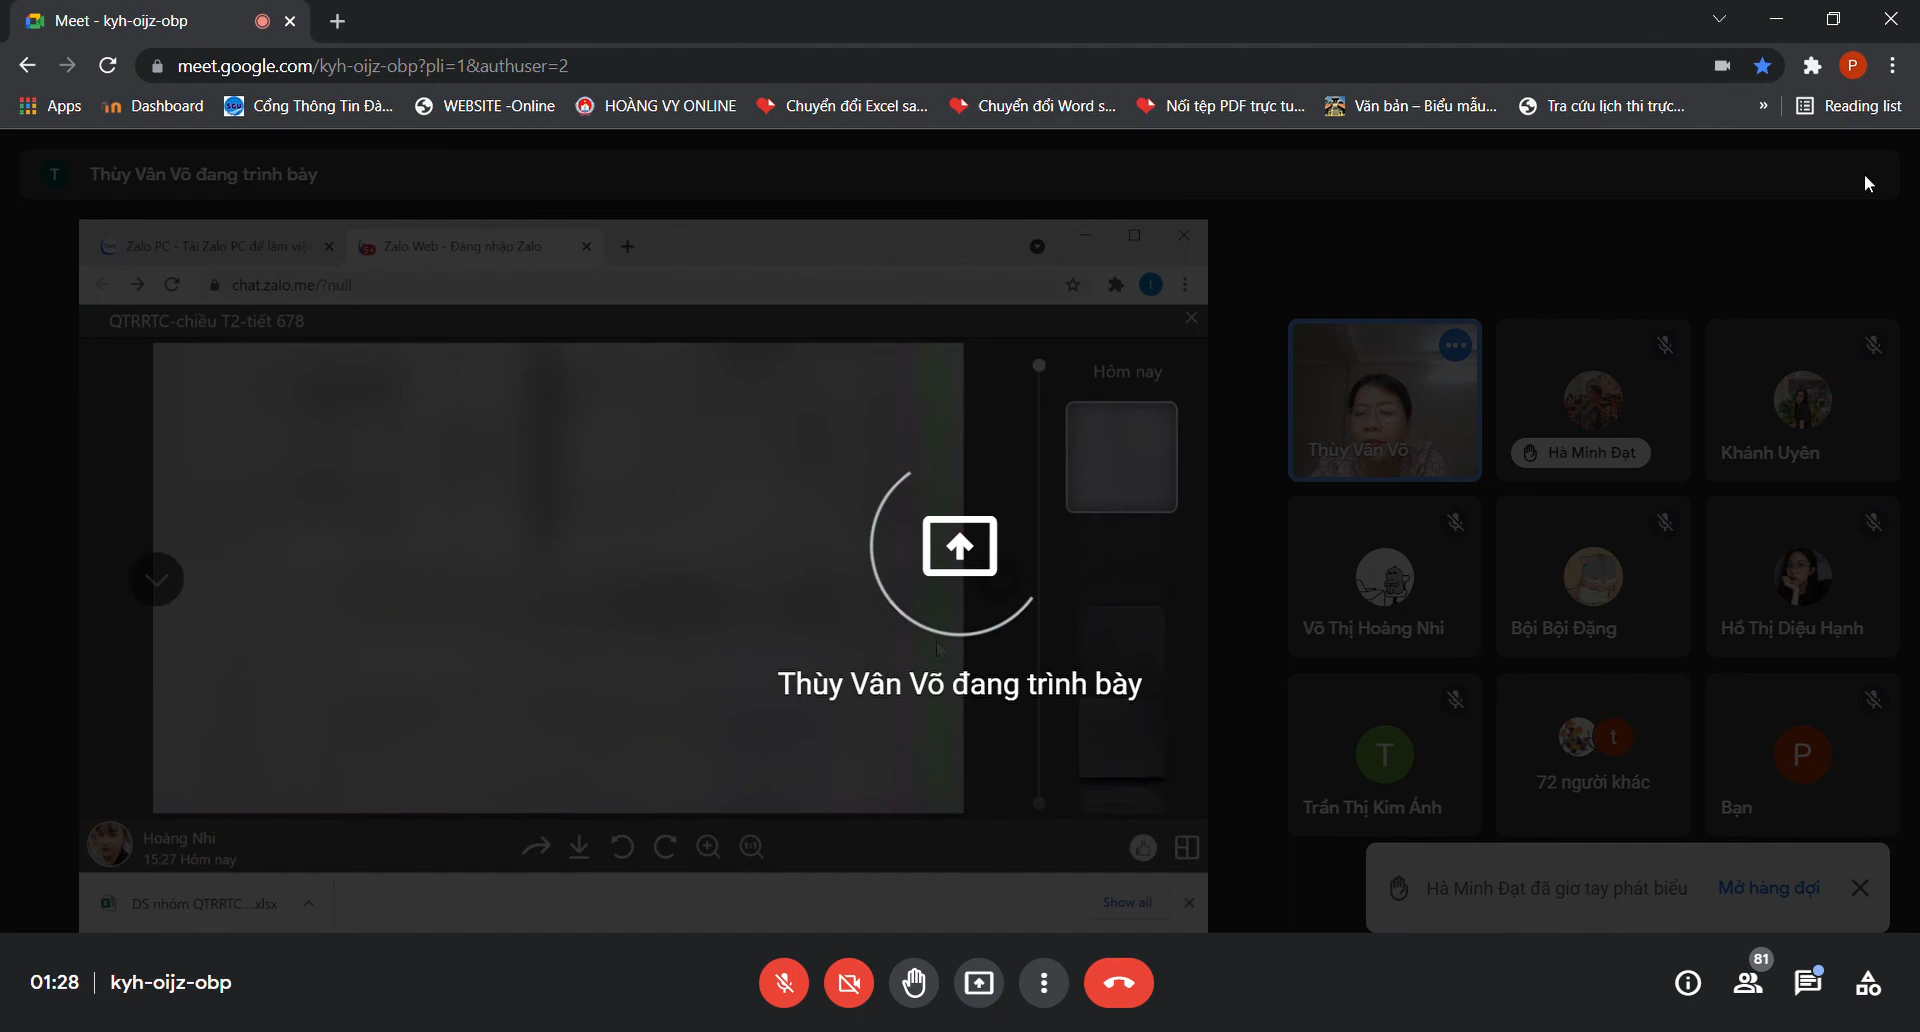 Meet - kyh-oijz-obp
meet.google.com/kyh-oijz-obp?pli=1&authuser=2
P
Apps
Dashboard
SGU
Cổng Thông Tin Đà...
WEBSITE -Online
HOÀNG VY ONLINE
Chuyển đổi Excel sa...
Chuyển đổi Word s...
Nối tệp PDF trực tu...
Văn bản – Biểu mẫu...
Tra cứu lịch thi trực...
»
Reading list
T
Thùy Vân Võ đang trình bày
Zalo PC - Tải Zalo PC để làm việ
5+
Zalo Web - Đăng nhập Zalo
chat.zalo.me/?null
t
QTRRTC-chiều T2-tiết 678
Hôm nay
Thùy Vân Võ
Hà Minh Đạt
Khánh Uyên
Võ Thị Hoàng Nhi
Bội Bội Đặng
Hồ Thị Diệu Hạnh
Thùy Vân Võ đang trình bày
T
Trần Thị Kim Ánh
t
72 người khác
P
Bạn
Hoàng Nhi
15:27 Hôm nay
1:1
DS nhóm QTRRTC....xlsx
Show all
Hà Minh Đạt đã giơ tay phát biểu
Mở hàng đợi
01:28
kyh-oijz-obp
81